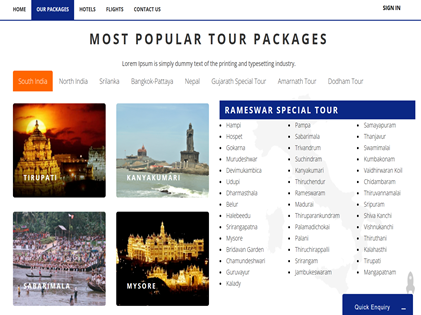 HOME OUR PACKAGES HOTELS FLIGHTS CONTACT US SIGN IN
MOST POPULAR TOUR PACKAGES
Lorem Ipsum is simply dummy text of the printing and typesetting industry.
South India North India Srilanka Bangkok-Pattaya Nepal Gujarath Special Tour Amarnath Tour Dodham Tour
TIRUPATI
KANYAKUMARI
SABARIMALA
MYSORE
RAMESWAR SPECIAL TOUR
Hampi
Hospet
Gokarna
Murudeshwar
Devimukambica
Udupi
Dharmasthala
Belur
Halebeedu
Srirangapatna
Mysore
Bridavan Garden
Chamundeshwari
Guruvayur
Kalady
Pampa
Sabarimala
Trivandrum
Suchindram
Kanyakumari
Thiruchendur
Rameswaram
Madurai
Thiruparankundram
Palamadichokai
Palani
Thiruchirappalli
Srirangam
Jambukeswaram
Samayapuram
Thanjavur
Swamimalai
Kumbakonam
Vaidhinwaran Koil
Chidambaram
Thiruvannamalai
Sripuram
Shiva Kanchi
Vishnukanchi
Thiruthani
Kalahasthi
Tirupati
Mangapatnam
Quick Enquiry